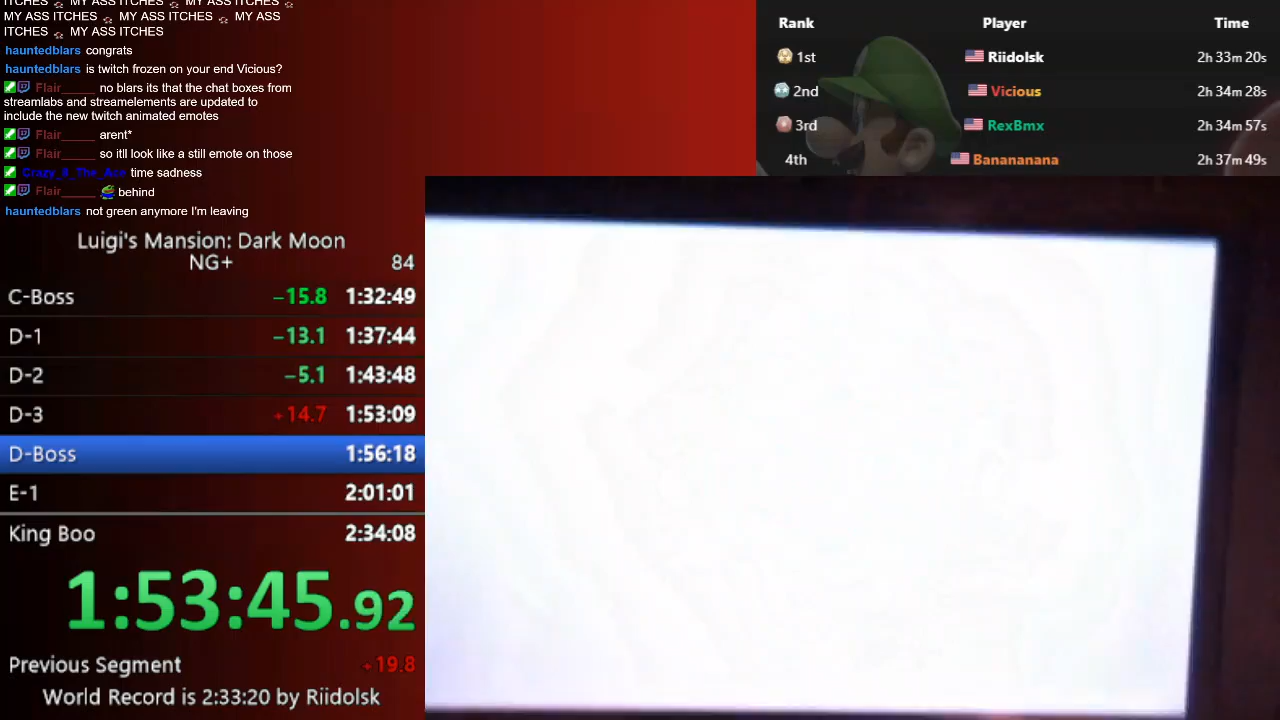 ITCHES MY ASS ITCHES MY ASS ITCHES
MY ASS ITCHES MY ASS ITCHES MY ASS
ITCHES MY ASS ITCHES
hauntedblars congrats
hauntedblars is twitch frozen on your end Vicious?
Flair_____ no blars its that the chat boxes from
streamlabs and streamelements are updated to
include the new twitch animated emotes
Flair_____ arent*
Flair_____ so itll look like a still emote on those
Crazy_8_The_Ace time sadness
Flair_____ behind
hauntedblars not green anymore I'm leaving
Luigi's Mansion: Dark Moon
NG+ 84
C-Boss −15.8 1:32:49
D-1 −13.1 1:37:44
D-2 −5.1 1:43:48
D-3 +14.7 1:53:09
D-Boss 1:56:18
E-1 2:01:01
King Boo 2:34:08
1:53:45.92
Previous Segment +19.8
World Record is 2:33:20 by Riidolsk
Rank Player Time
1st Riidolsk 2h 33m 20s
2nd Vicious 2h 34m 28s
3rd RexBmx 2h 34m 57s
4th Banananana 2h 37m 49s